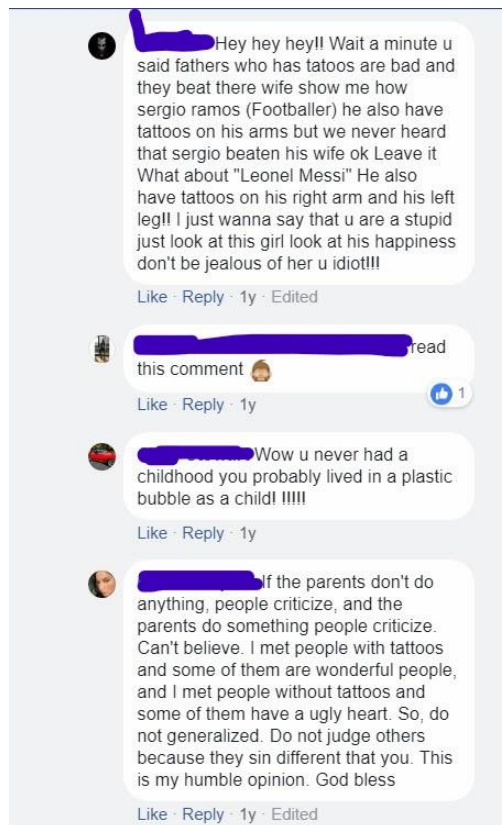 Hey hey hey!! Wait a minute u
said fathers who has tatoos are bad and
they beat there wife show me how
sergio ramos (Footballer) he also have
tattoos on his arms but we never heard
that sergio beaten his wife ok Leave it
What about "Leonel Messi" He also
have tattoos on his right arm and his left
leg!! I just wanna say that u are a stupid
just look at this girl look at his happiness
don't be jealous of her u idiot!!!
Like · Reply · 1y · Edited
read
this comment
1
Like · Reply · 1y
Wow u never had a
childhood you probably lived in a plastic
bubble as a child! !!!!!
Like · Reply · 1y
If the parents don't do
anything, people criticize, and the
parents do something people criticize.
Can't believe. I met people with tattoos
and some of them are wonderful people,
and I met people without tattoos and
some of them have a ugly heart. So, do
not generalized. Do not judge others
because they sin different that you. This
is my humble opinion. God bless
Like · Reply · 1y · Edited